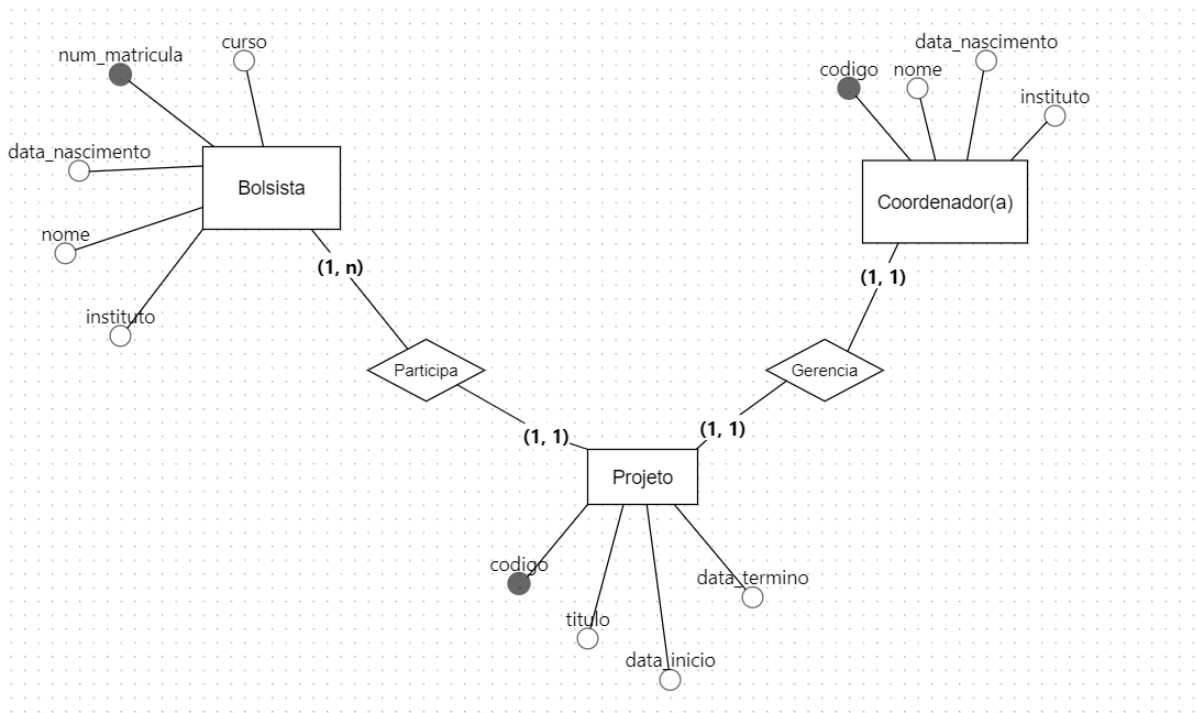 curso
num_matricula
data_nascimento
nome
instituto
Bolsista
(1, n)
Participa
(1, 1)
data_nascimento
codigo
nome
instituto
Coordenador(a)
(1, 1)
Gerencia
(1, 1)
Projeto
codigo
titulo
data_inicio
data_termino